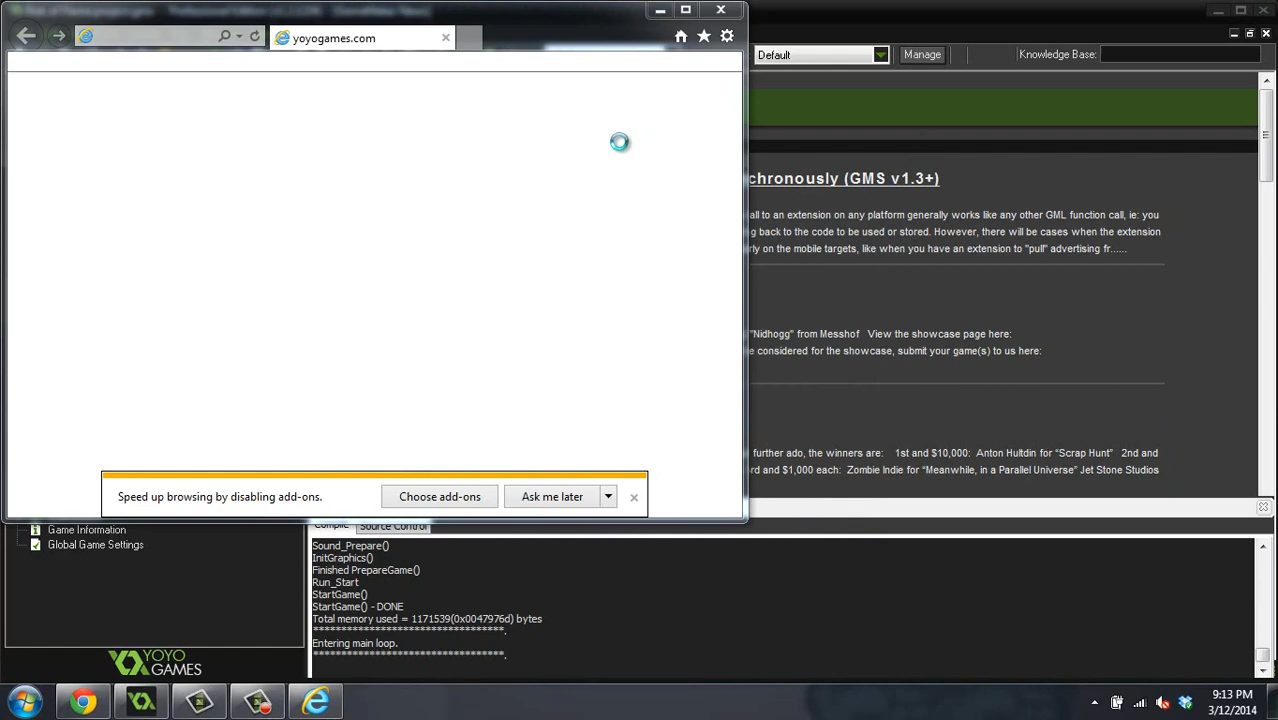 yoyogames.com
Default
Manage
Knowledge Base:
chronously (GMS v1.3+)
all to an extension on any platform generally works like any other GML function call, ie: you
ng back to the code to be used or stored. However, there will be cases when the extension
rly on the mobile targets, like when you have an extension to "pull" advertising fr......
"Nidhogg" from Messhof View the showcase page here:
e considered for the showcase, submit your game(s) to us here:
further ado, the winners are: 1st and $10,000: Anton Hultdin for "Scrap Hunt" 2nd and
rd and $1,000 each: Zombie Indie for "Meanwhile, in a Parallel Universe" Jet Stone Studios
Speed up browsing by disabling add-ons.
Choose add-ons
Ask me later
Game Information
Global Game Settings
Compile
Source Control
Sound_Prepare()
InitGraphics()
Finished PrepareGame()
Run_Start
StartGame()
StartGame() - DONE
Total memory used = 1171539(0x0047976d) bytes
**********************************.
Entering main loop.
**********************************.
YOYO
GAMES
9:13 PM
3/12/2014